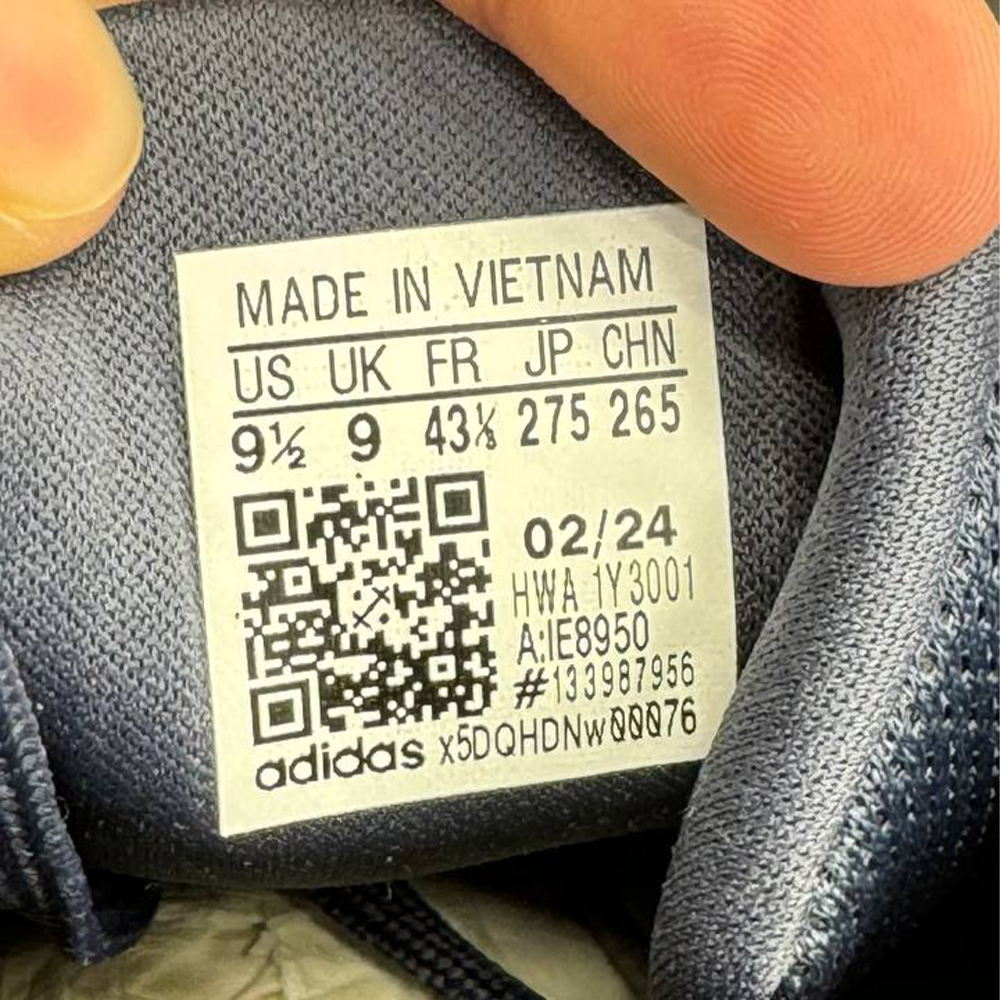 MADE IN VIETNAM
US UK FR JP CHN
9½ 9 43⅓ 275 265
02/24
HWA 1Y3001
A:IE8950
#133987956
adidas x5DQHDNw00076